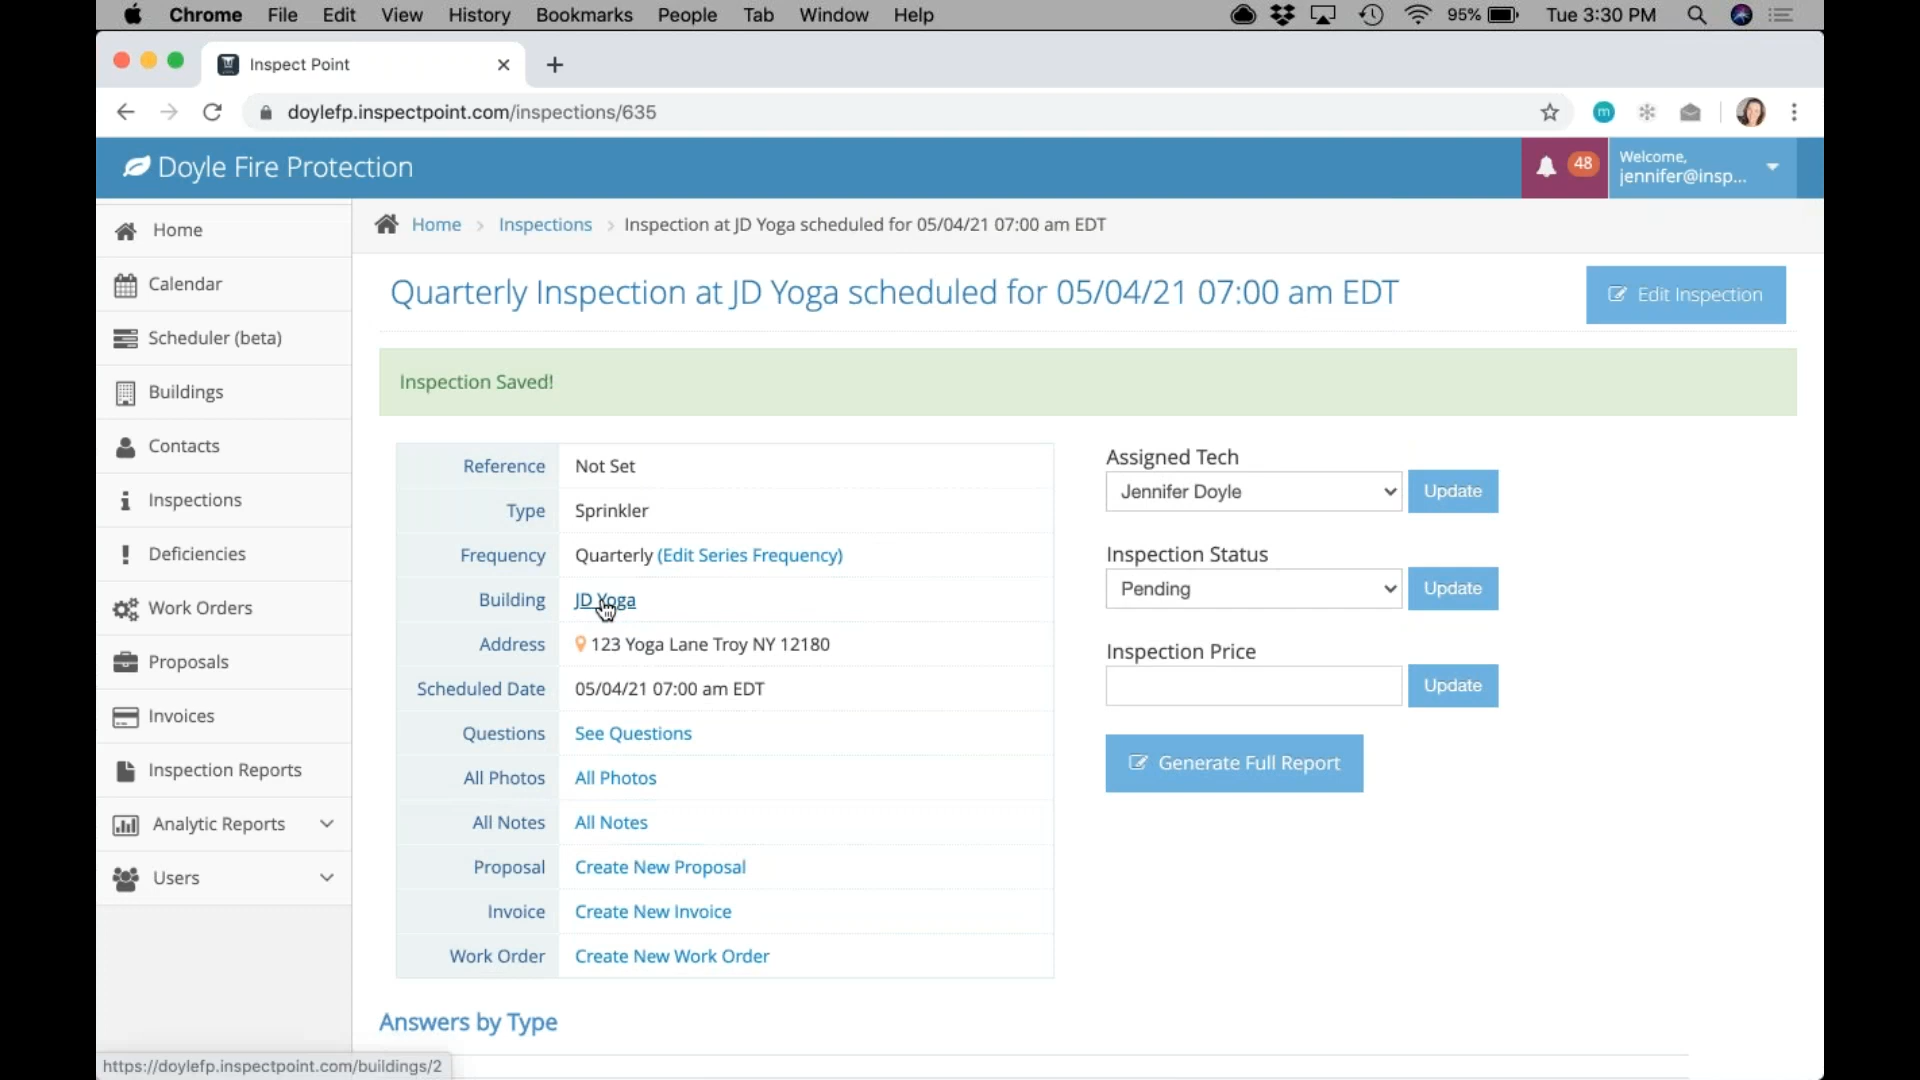 Chrome File Edit View History Bookmarks People Tab Window Help 95% Tue 3:30 PM
Inspect Point
doylefp.inspectpoint.com/inspections/635 m
Doyle Fire Protection 48 Welcome,
jennifer@insp...
Home Home Inspections Inspection at JD Yoga scheduled for 05/04/21 07:00 am EDT
Calendar
Scheduler (beta)
Buildings
Contacts
Inspections
Deficiencies
Work Orders
Proposals
Invoices
Inspection Reports
Analytic Reports
Users
Quarterly Inspection at JD Yoga scheduled for 05/04/21 07:00 am EDT Edit Inspection
Inspection Saved!
Reference Not Set
Type Sprinkler
Frequency Quarterly (Edit Series Frequency)
Building JD Yoga
Address 123 Yoga Lane Troy NY 12180
Scheduled Date 05/04/21 07:00 am EDT
Questions See Questions
All Photos All Photos
All Notes All Notes
Proposal Create New Proposal
Invoice Create New Invoice
Work Order Create New Work Order
Assigned Tech
Jennifer Doyle Update
Inspection Status
Pending Update
Inspection Price
Update
Generate Full Report
Answers by Type
https://doylefp.inspectpoint.com/buildings/2